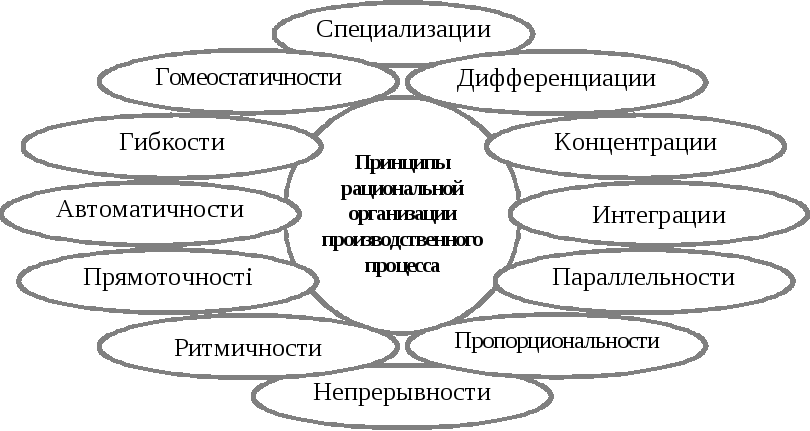 Специализации
Гомеостатичности
Дифференциации
Гибкости
Концентрации
Принципы
рациональной
организации
производственного
процесса
Автоматичности
Интеграции
Прямоточності
Параллельности
Ритмичности
Пропорциональности
Непрерывности